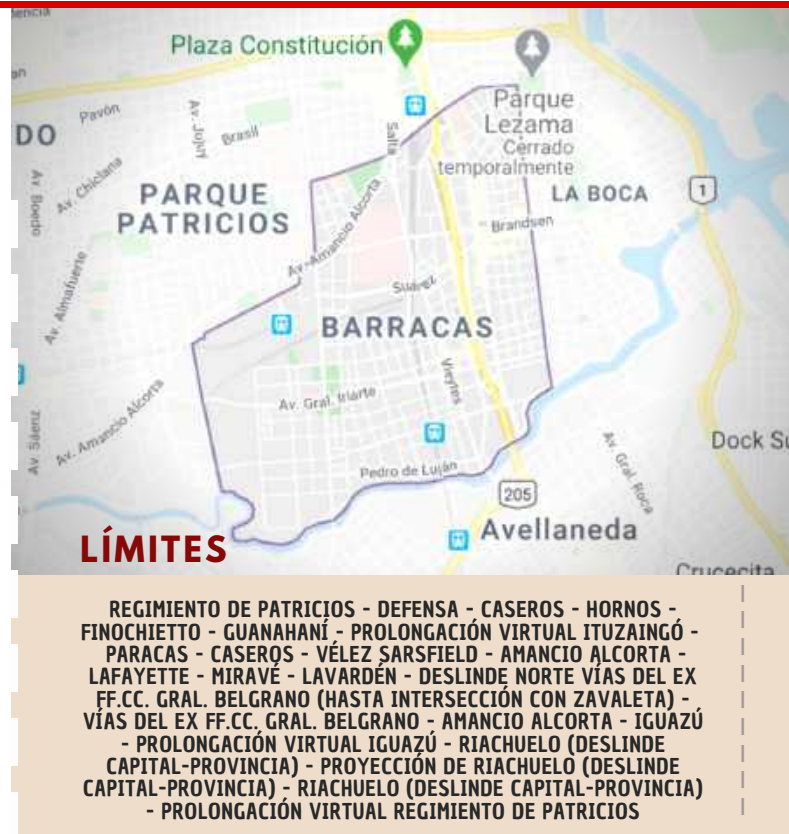 Plaza Constitución
Parque
Lezama
Cerrado
temporalmente
Pavón
Av. Jujuy
Brasil
Salta
DO
Av. Boedo
Av. Chiclana
PARQUE
PATRICIOS
LA BOCA
1
Av. Amancio Alcorta
Brandsen
Av. Almafuerte
Suárez
BARRACAS
Vieytes
Av. Gral. Iriarte
Av. Sáenz
Av. Amancio Alcorta
Pedro de Luján
Av. Gral. Roca
Dock Su
205
Avellaneda
Crucecita
LÍMITES
REGIMIENTO DE PATRICIOS - DEFENSA - CASEROS - HORNOS -
FINOCHIETTO - GUANAHANÍ - PROLONGACIÓN VIRTUAL ITUZAINGÓ -
PARACAS - CASEROS - VÉLEZ SARSFIELD - AMANCIO ALCORTA -
LAFAYETTE - MIRAVÉ - LAVARDÉN - DESLINDE NORTE VÍAS DEL EX
FF.CC. GRAL. BELGRANO (HASTA INTERSECCIÓN CON ZAVALETA) -
VÍAS DEL EX FF.CC. GRAL. BELGRANO - AMANCIO ALCORTA - IGUAZÚ
- PROLONGACIÓN VIRTUAL IGUAZÚ - RIACHUELO (DESLINDE
CAPITAL-PROVINCIA) - PROYECCIÓN DE RIACHUELO (DESLINDE
CAPITAL-PROVINCIA) - RIACHUELO (DESLINDE CAPITAL-PROVINCIA)
- PROLONGACIÓN VIRTUAL REGIMIENTO DE PATRICIOS